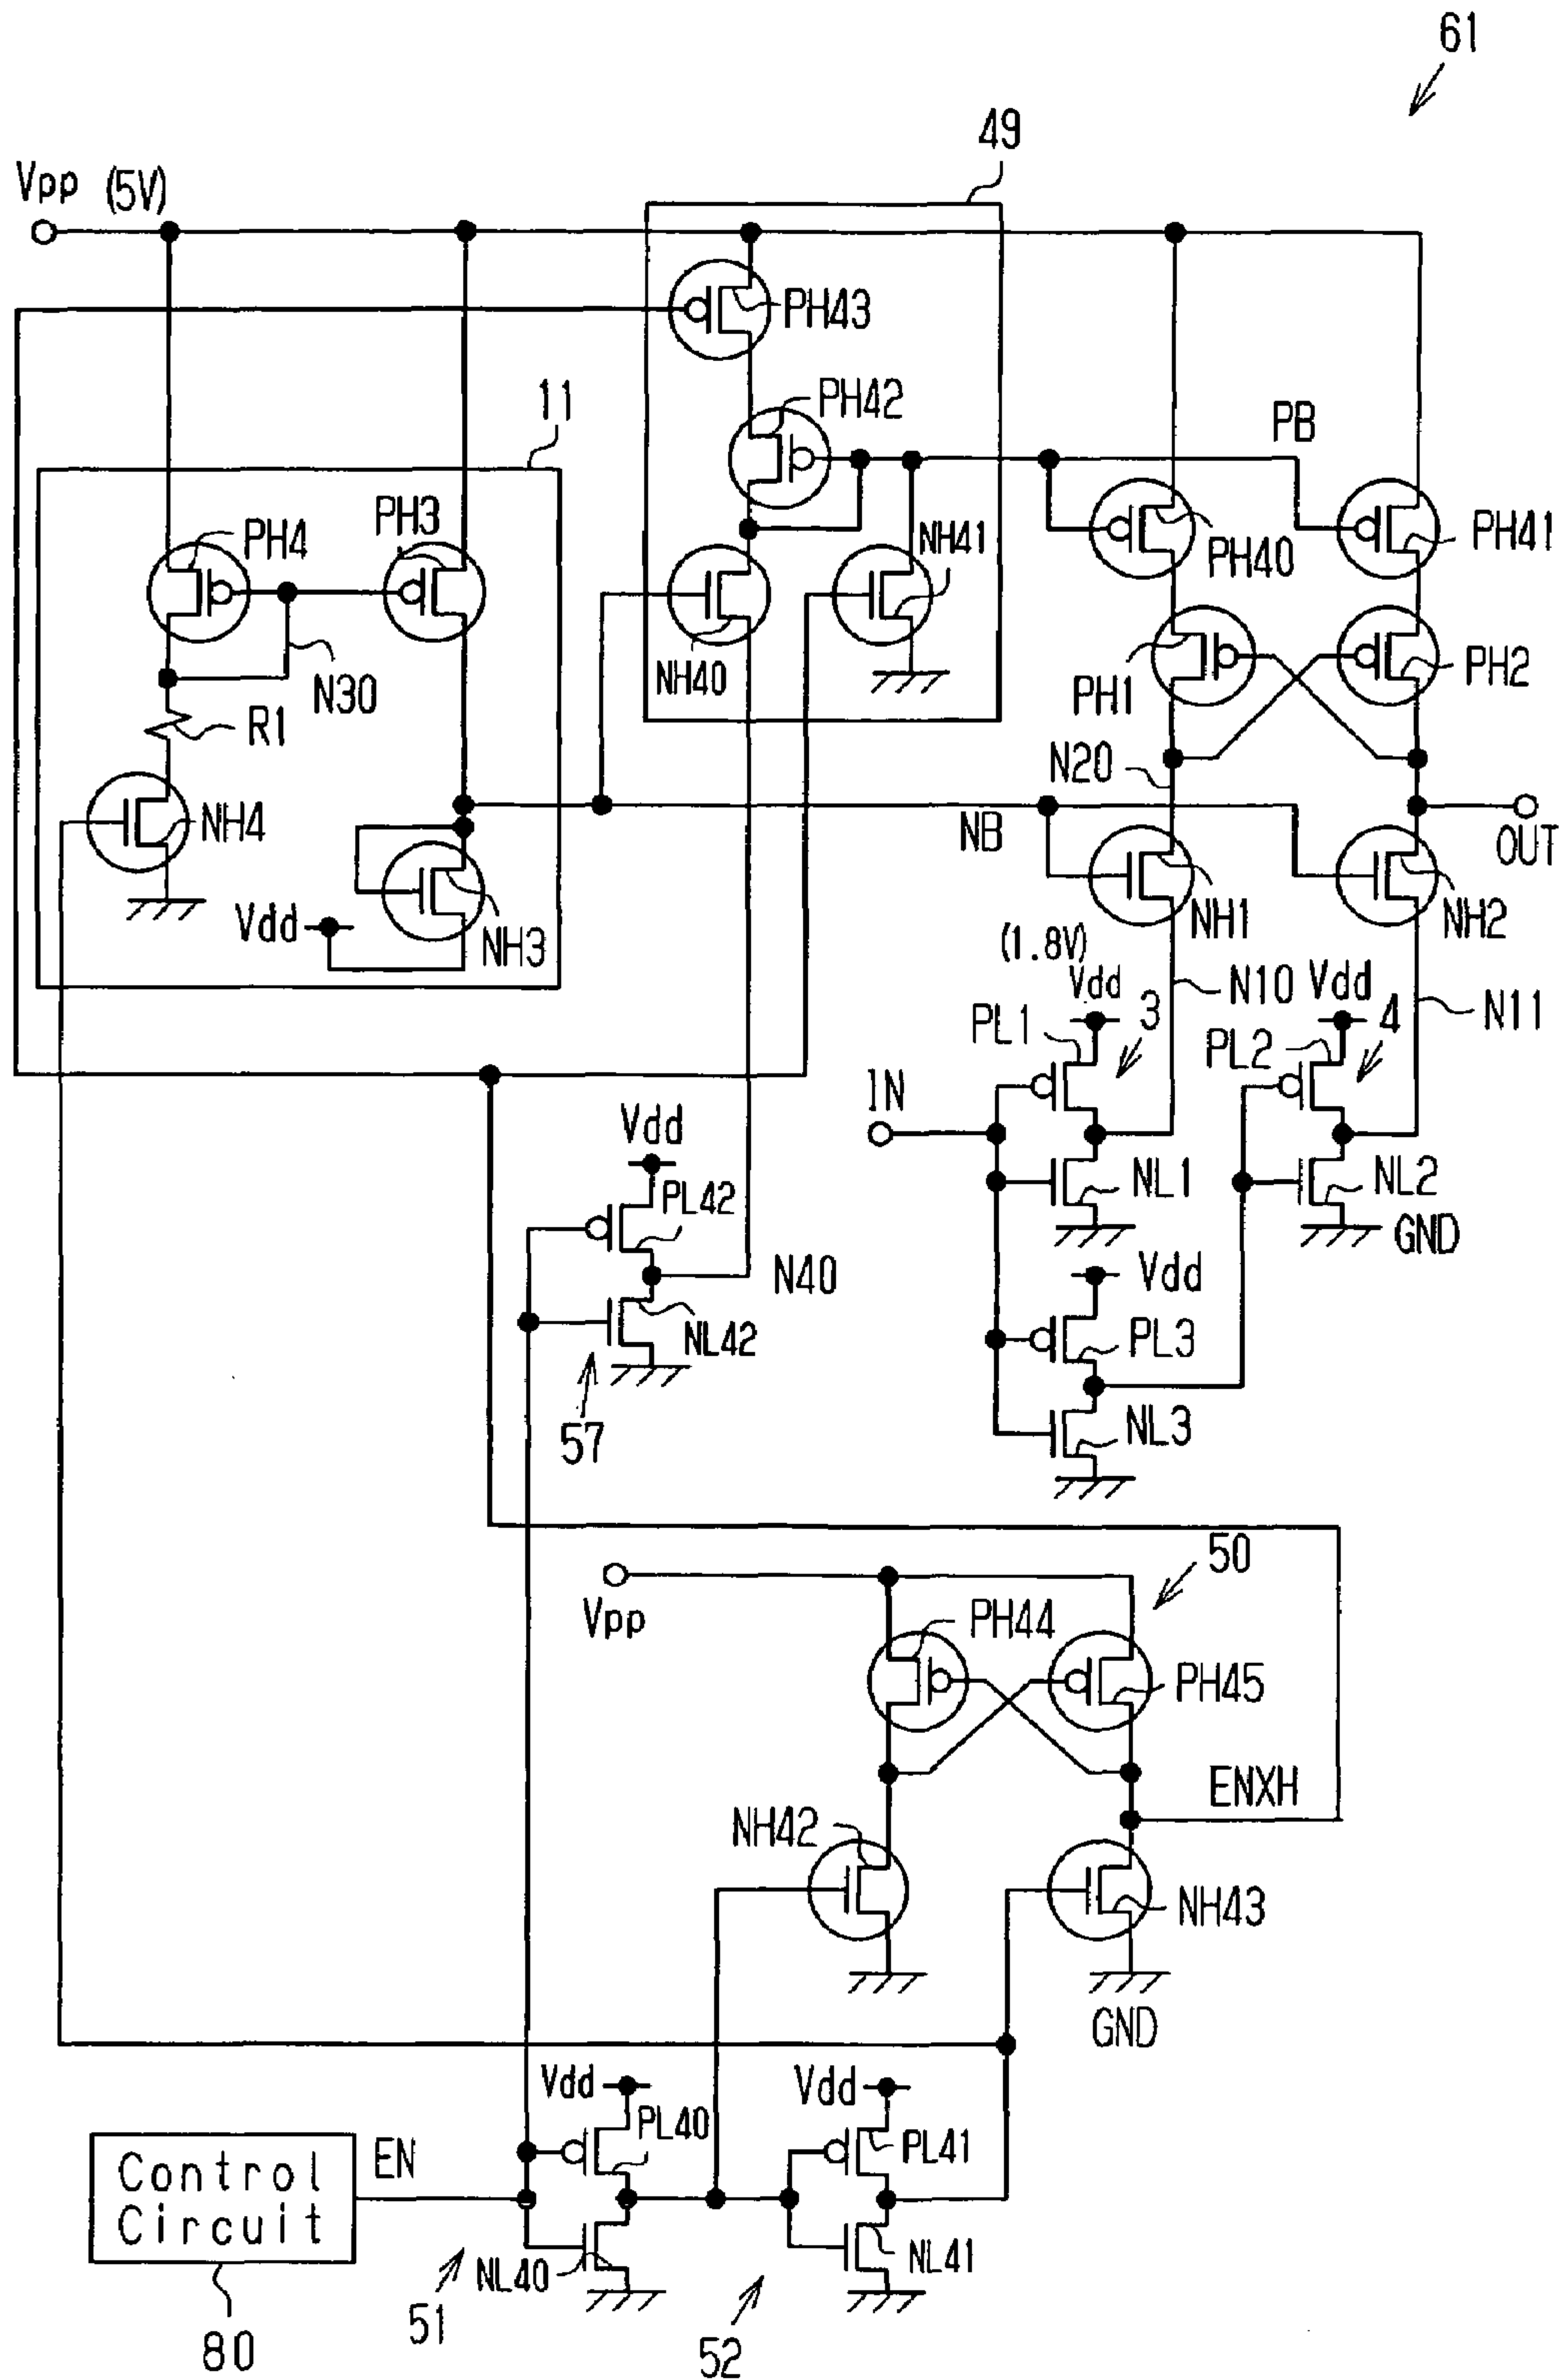 61
49
Vpp (5V)
PH43
11
PH42
PB
PH4
PH3
NH41
PH40
PH41
N30
NH40
PH1
PH2
R1
N20
NH4
NB
OUT
Vdd
NH3
NH1
NH2
(1.8V)
Vdd
N10
Vdd
N11
PL1
3
PL2
4
IN
Vdd
PL42
NL1
NL2
GND
N40
Vdd
NL42
PL3
57
NL3
50
Vpp
PH44
PH45
ENXH
NH42
NH43
GND
Vdd
PL40
Vdd
PL41
Control
Circuit
EN
NL40
NL41
51
52
80